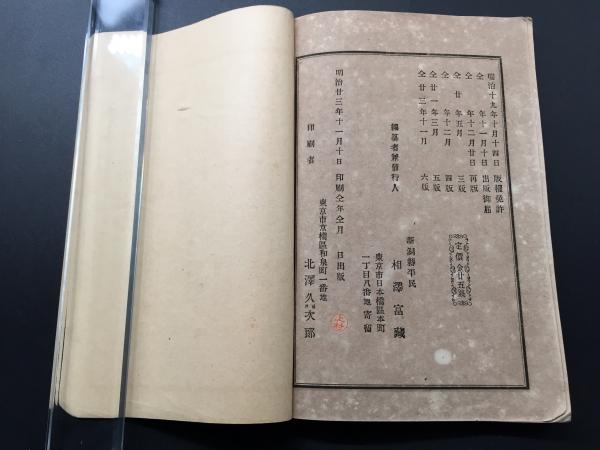 明治十九年十月十四日 版權免許
仝 年十一月十日 出版御届
仝 年十二月廿日 再版
仝 廿年五月 三版
仝 年十二月 四版
仝廿一年三月 五版
仝廿三年十一月 六版
定價金廿五錢
編纂者兼發行人
新潟縣平民
相澤富藏
東京市日本橋區本町
一丁目八番地寄留
明治廿三年十一月十日印刷仝年仝月 日出版
東京市京橋區和泉町一番地
印刷者
北澤久次郎